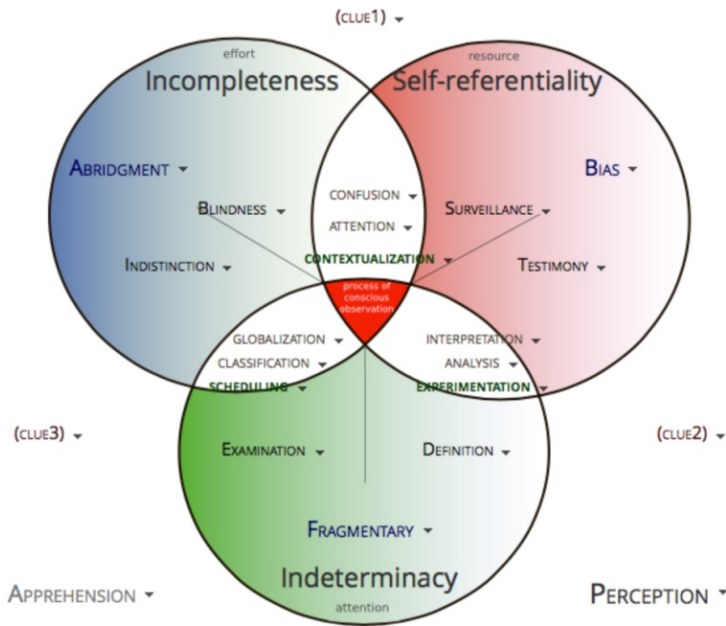 (CLUE1)
effort
resource
Incompleteness
Self-referentiality
ABRIDGMENT
BIAS
CONFUSION
BLINDNESS
SURVEILLANCE
ATTENTION
CONTEXTUALIZATION
INDISTINCTION
TESTIMONY
process of
conscious
observation
GLOBALIZATION
INTERPRETATION
CLASSIFICATION
ANALYSIS
SCHEDULING
EXPERIMENTATION
(CLUE3)
(CLUE2)
EXAMINATION
DEFINITION
FRAGMENTARY
Indeterminacy
APPREHENSION
PERCEPTION
attention